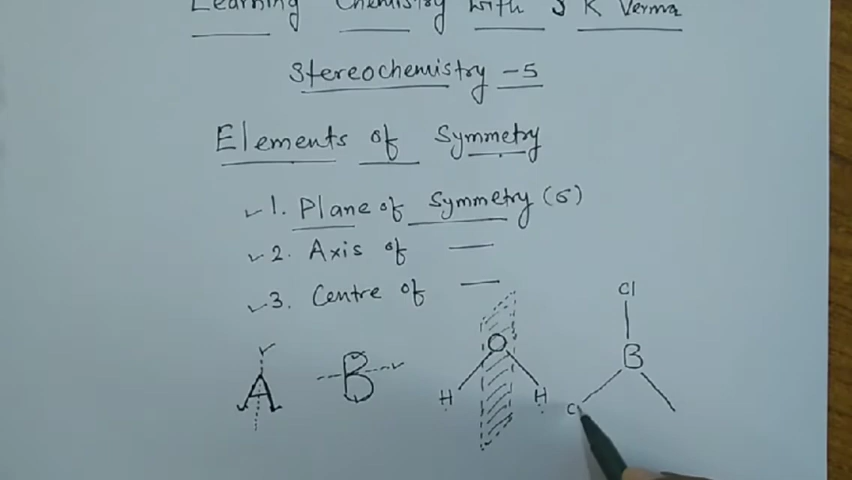 Learning Chemistry with S K Verma
Stereochemistry -5
Elements of Symmetry
1. Plane of Symmetry (σ)
2. Axis of —
3. Centre of —
Cl
A B O B
H H C